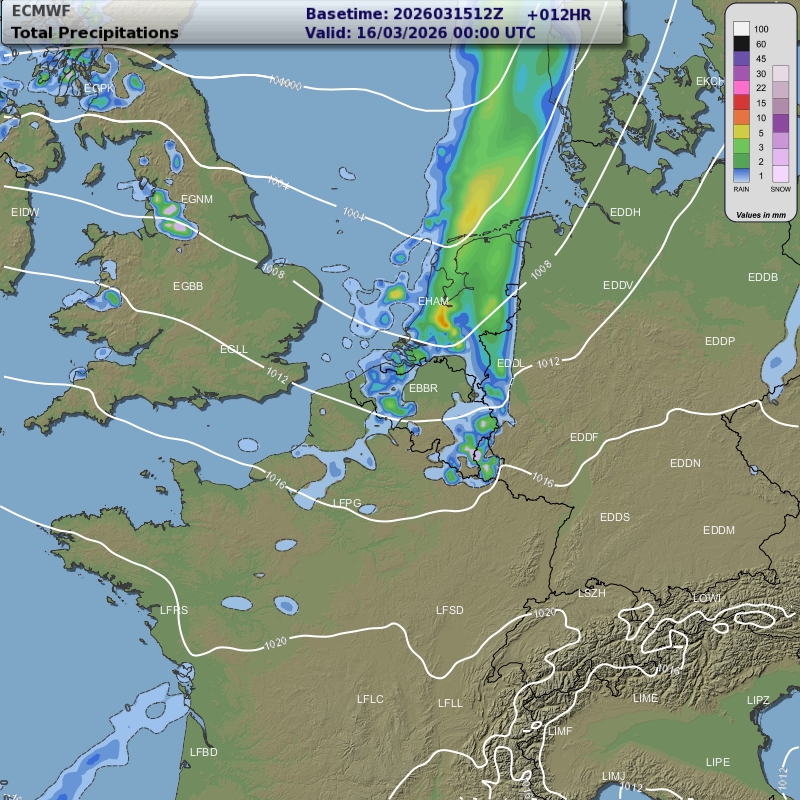 ECMWF
Basetime: 2026031512Z +012HR
Total Precipitations
Valid: 16/03/2026 00:00 UTC
100
60
45
30
22
15
10
5
3
2
1
RAIN SNOW
Values in mm
EGPK
EKCH
EGNM
EIDW
EDDH
1004
1004
1008
1008
EGBB
EHAM
EDDV
EDDB
EGLL
EDDP
1012
EDDL
1012
EBBR
EDDF
1016
1016
EDDN
LFPG
EDDS
EDDM
LSZH
LOWI
LFRS
LFSD
1020
1020
LFLC
LFLL
LIME
LIPZ
LFBD
LIMF
LIPE
LIMJ
1012
1012